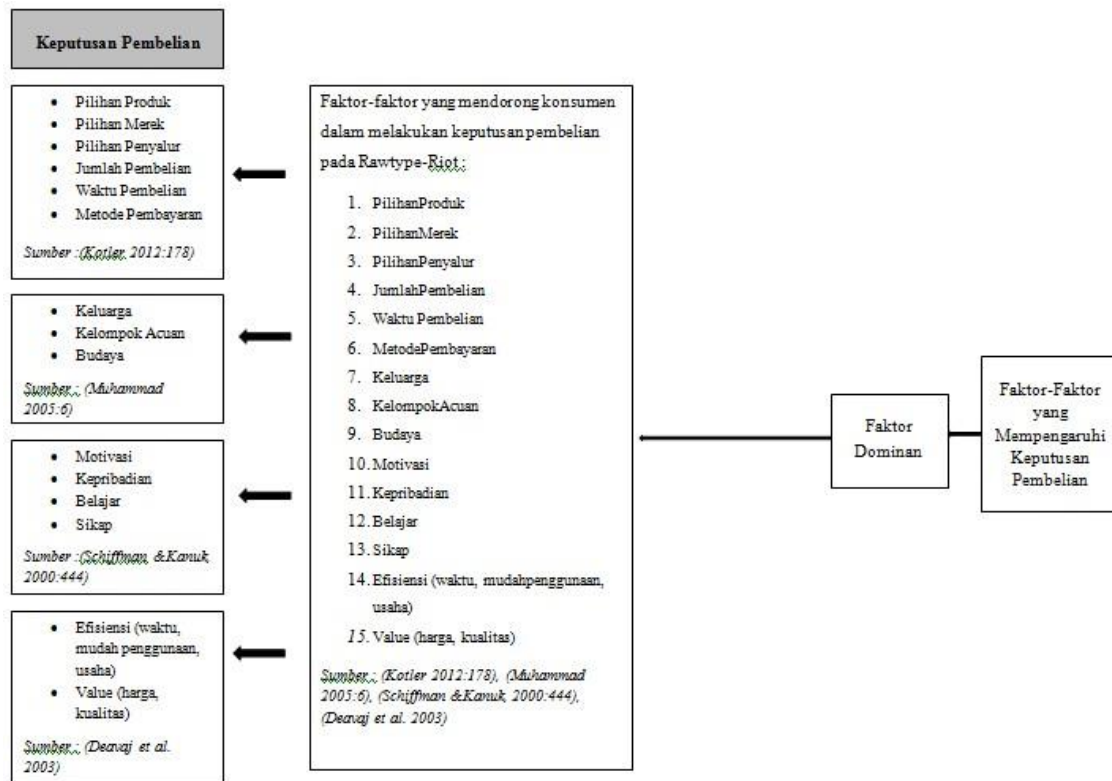 Keputusan Pembelian
• Pilihan Produk
• Pilihan Merek
• Pilihan Penyalur
• Jumlah Pembelian
• Waktu Pembelian
• Metode Pembayaran
Sumber :(Kotler 2012:178)
• Keluarga
• Kelompok Acuan
• Budaya
Sumber : (Muhammad
2005:6)
• Motivasi
• Kepribadian
• Belajar
• Sikap
Sumber :(Schiffman &Kanuk
2000:444)
• Efisiensi (waktu,
mudah penggunaan,
usaha)
• Value (harga,
kualitas)
Sumber : (Deavaj et al.
2003)
Faktor-faktor yang mendorong konsumen
dalam melakukan keputusan pembelian
pada Rawtype-Riot :
1. PilihanProduk
2. PilihanMerek
3. PilihanPenyalur
4. JumlahPembelian
5. Waktu Pembelian
6. MetodePembayaran
7. Keluarga
8. KelompokAcuan
9. Budaya
10. Motivasi
11. Kepribadian
12. Belajar
13. Sikap
14. Efisiensi (waktu, mudahpenggunaan,
usaha)
15. Value (harga, kualitas)
Sumber : (Kotler 2012:178), (Muhammad
2005:6), (Schiffman &Kanuk, 2000:444),
(Deavaj et al. 2003)
Faktor
Dominan
Faktor-Faktor
yang
Mempengaruhi
Keputusan
Pembelian